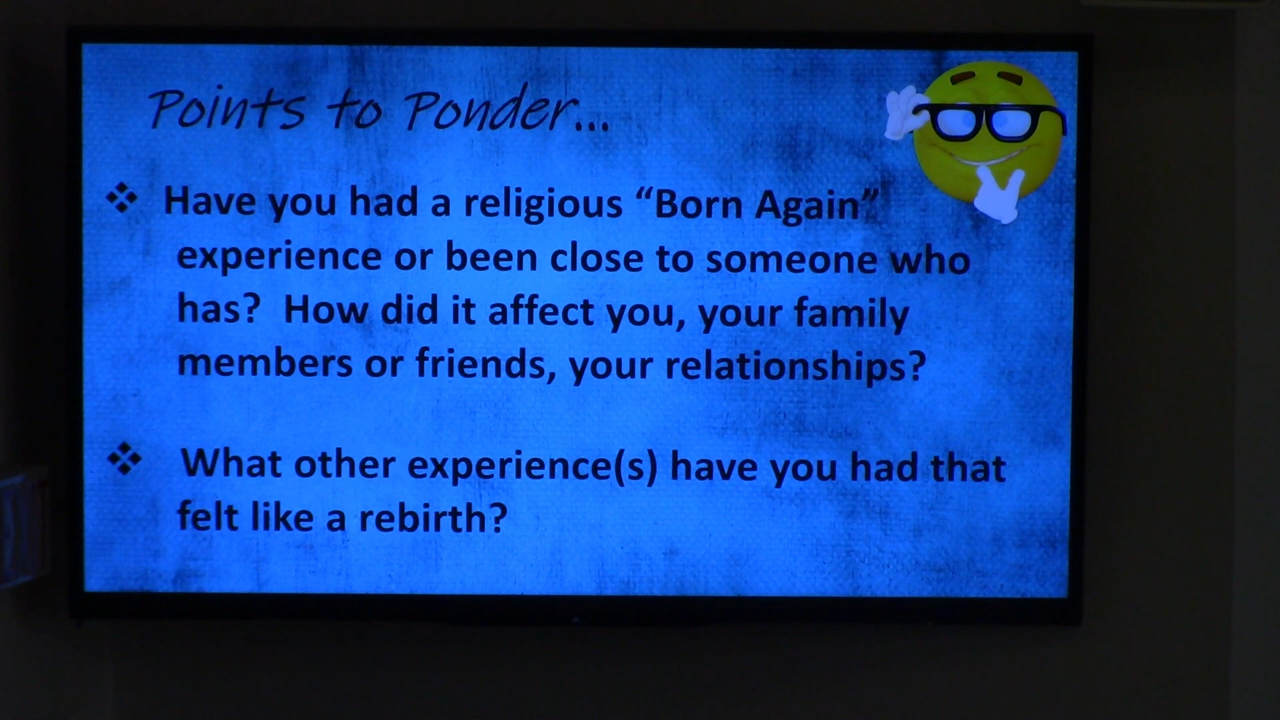 Points to Ponder...
❖ Have you had a religious “Born Again”
experience or been close to someone who
has?  How did it affect you, your family
members or friends, your relationships?
❖ What other experience(s) have you had that
felt like a rebirth?